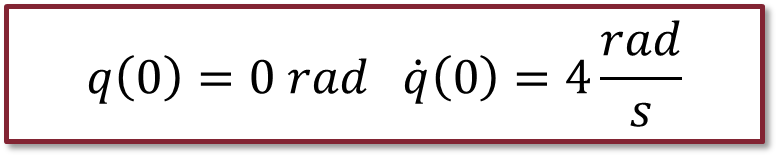 q(0) = 0 rad q̇(0) = 4 rad/s